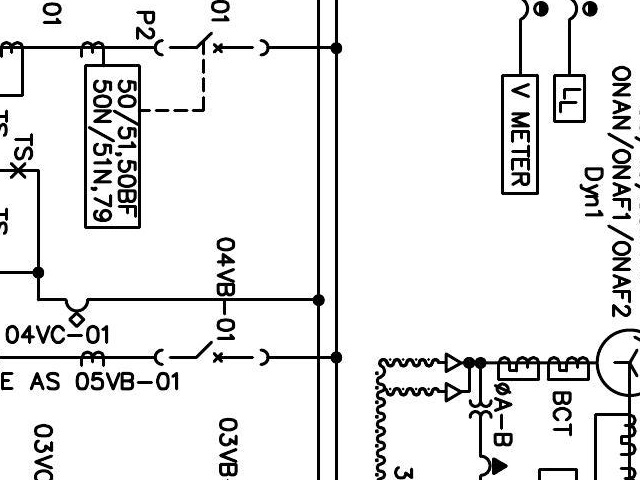 01
P2
01
50/51,50BF
50N/51N,79
TS
TS
TS
04VB-01
04VC-01
E AS 05VB-01
03VB
V METER
LL
ONAN/ONAF1/ONAF2
Dyn1
øA-B
BCT
3